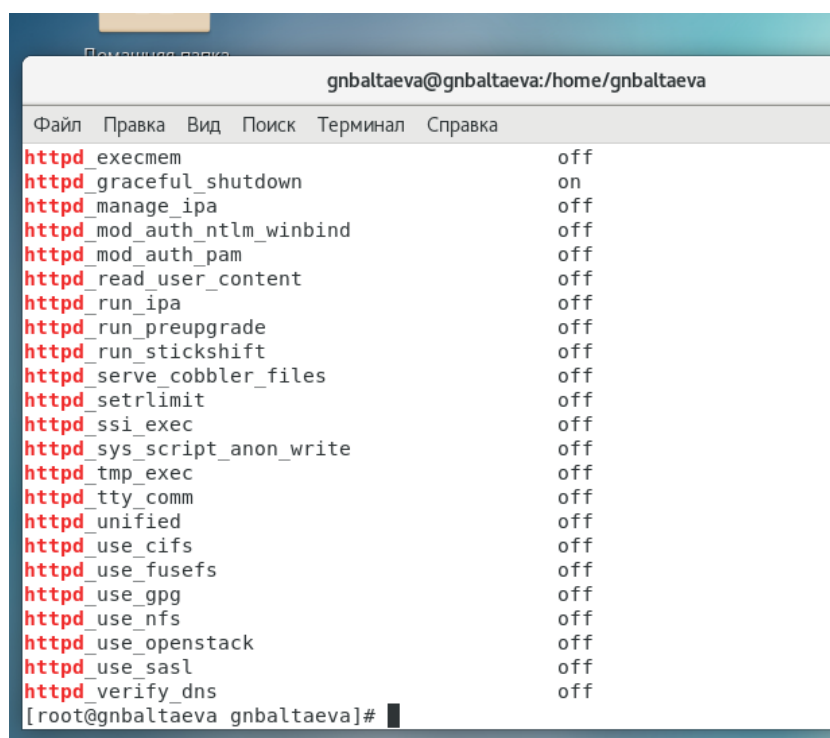 Домашняя папка
gnbaltaeva@gnbaltaeva:/home/gnbaltaeva
Файл Правка Вид Поиск Терминал Справка
httpd_execmem off
httpd_graceful_shutdown on
httpd_manage_ipa off
httpd_mod_auth_ntlm_winbind off
httpd_mod_auth_pam off
httpd_read_user_content off
httpd_run_ipa off
httpd_run_preupgrade off
httpd_run_stickshift off
httpd_serve_cobbler_files off
httpd_setrlimit off
httpd_ssi_exec off
httpd_sys_script_anon_write off
httpd_tmp_exec off
httpd_tty_comm off
httpd_unified off
httpd_use_cifs off
httpd_use_fusefs off
httpd_use_gpg off
httpd_use_nfs off
httpd_use_openstack off
httpd_use_sasl off
httpd_verify_dns off
[root@gnbaltaeva gnbaltaeva]#